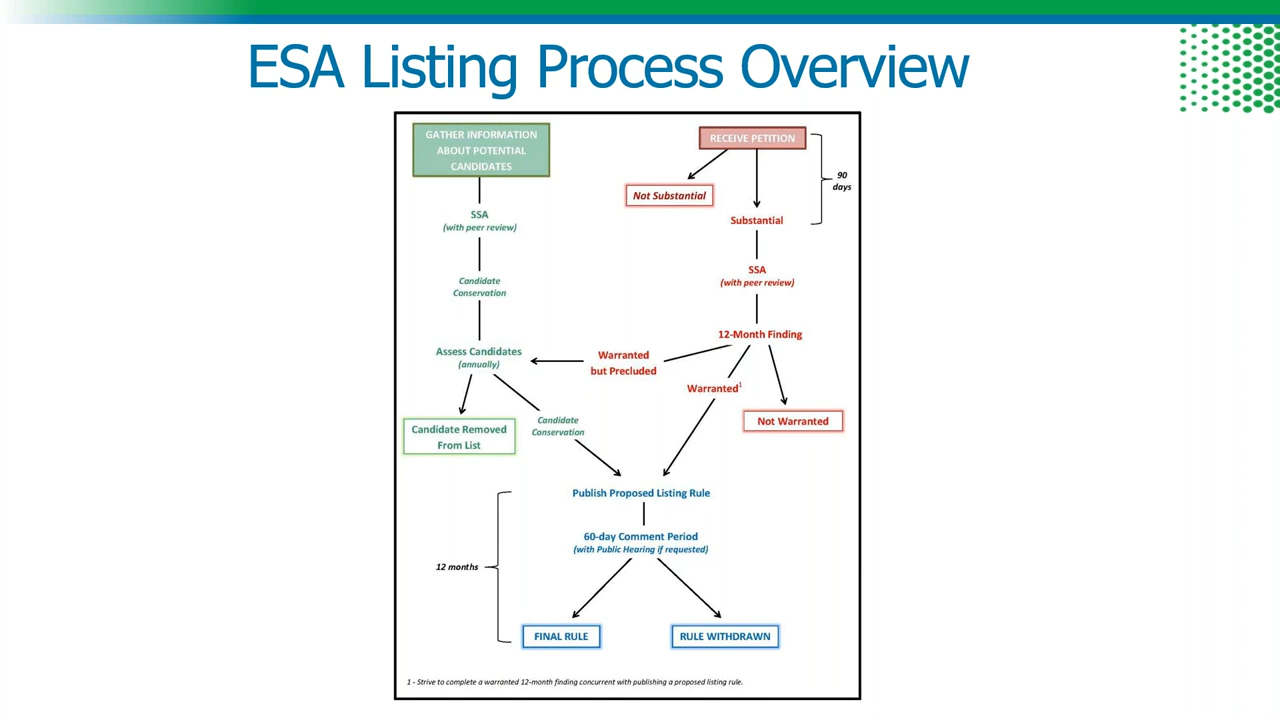 ESA Listing Process Overview
GATHER INFORMATION
ABOUT POTENTIAL
CANDIDATES
RECEIVE PETITION
90
days
Not Substantial
SSA
(with peer review)
Substantial
SSA
(with peer review)
Candidate
Conservation
12-Month Finding
Assess Candidates
(annually)
Warranted
but Precluded
Warranted1
Candidate Removed
From List
Candidate
Conservation
Not Warranted
Publish Proposed Listing Rule
60-day Comment Period
(with Public Hearing if requested)
12 months
FINAL RULE
RULE WITHDRAWN
1 - Strive to complete a warranted 12-month finding concurrent with publishing a proposed listing rule.